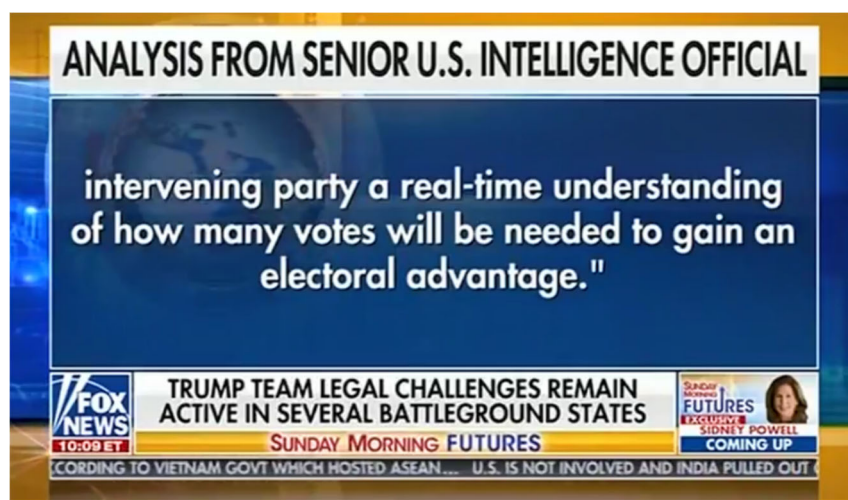 ANALYSIS FROM SENIOR U.S. INTELLIGENCE OFFICIAL
intervening party a real-time understanding
of how many votes will be needed to gain an
electoral advantage."
FOX
NEWS
10:09 ET
TRUMP TEAM LEGAL CHALLENGES REMAIN
ACTIVE IN SEVERAL BATTLEGROUND STATES
SUNDAY MORNING FUTURES
SUNDAY
MORNING
FUTURES
EXCLUSIVE
SIDNEY POWELL
COMING UP
CCORDING TO VIETNAM GOVT WHICH HOSTED ASEAN... U.S. IS NOT INVOLVED AND INDIA PULLED OUT